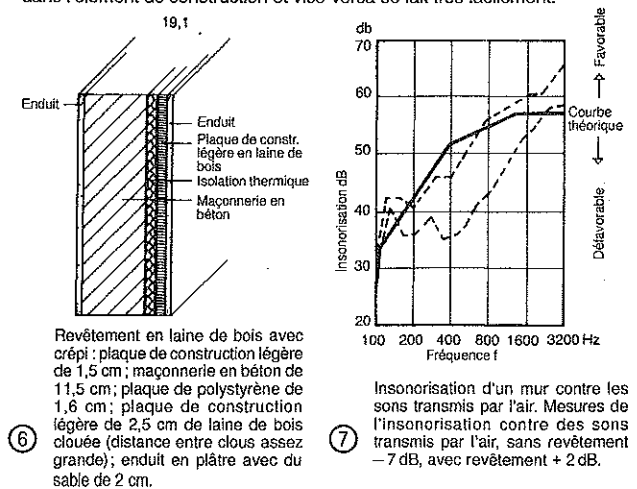 dans l'élément de construction et vise versa se fait très facilement.
19,1
Enduit
Enduit
Plaque de constr.
légère en laine de
bois
Isolation thermique
Maçonnerie en
béton
Revêtement en laine de bois avec
crépi : plaque de construction légère
de 1,5 cm ; maçonnerie en béton de
11,5 cm ; plaque de polystyrène de
1,6 cm ; plaque de construction
légère de 2,5 cm de laine de bois
clouée (distance entre clous assez
grande) ; enduit en plâtre avec du
sable de 2 cm.
6
db
70
60
50
40
30
20
Insonorisation dB
100 200 400 800 1600 3200 Hz
Fréquence f
Favorable
Courbe
théorique
Défavorable
7
Insonorisation d'un mur contre les
sons transmis par l'air. Mesures de
l'insonorisation contre des sons
transmis par l'air, sans revêtement
– 7 dB, avec revêtement + 2 dB.